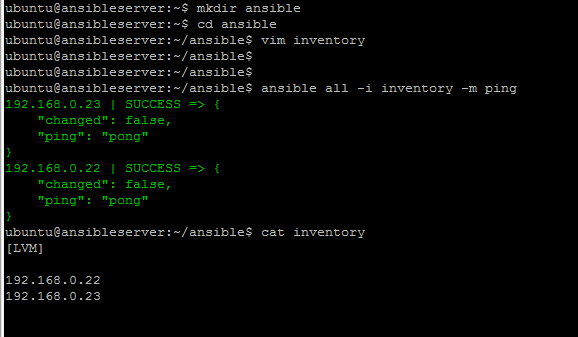 ubuntu@ansibleserver:~$ mkdir ansible
ubuntu@ansibleserver:~$ cd ansible
ubuntu@ansibleserver:~/ansible$ vim inventory
ubuntu@ansibleserver:~/ansible$
ubuntu@ansibleserver:~/ansible$
ubuntu@ansibleserver:~/ansible$ ansible all -i inventory -m ping
192.168.0.23 | SUCCESS => {
    "changed": false,
    "ping": "pong"
}
192.168.0.22 | SUCCESS => {
    "changed": false,
    "ping": "pong"
}
ubuntu@ansibleserver:~/ansible$ cat inventory
[LVM]

192.168.0.22
192.168.0.23